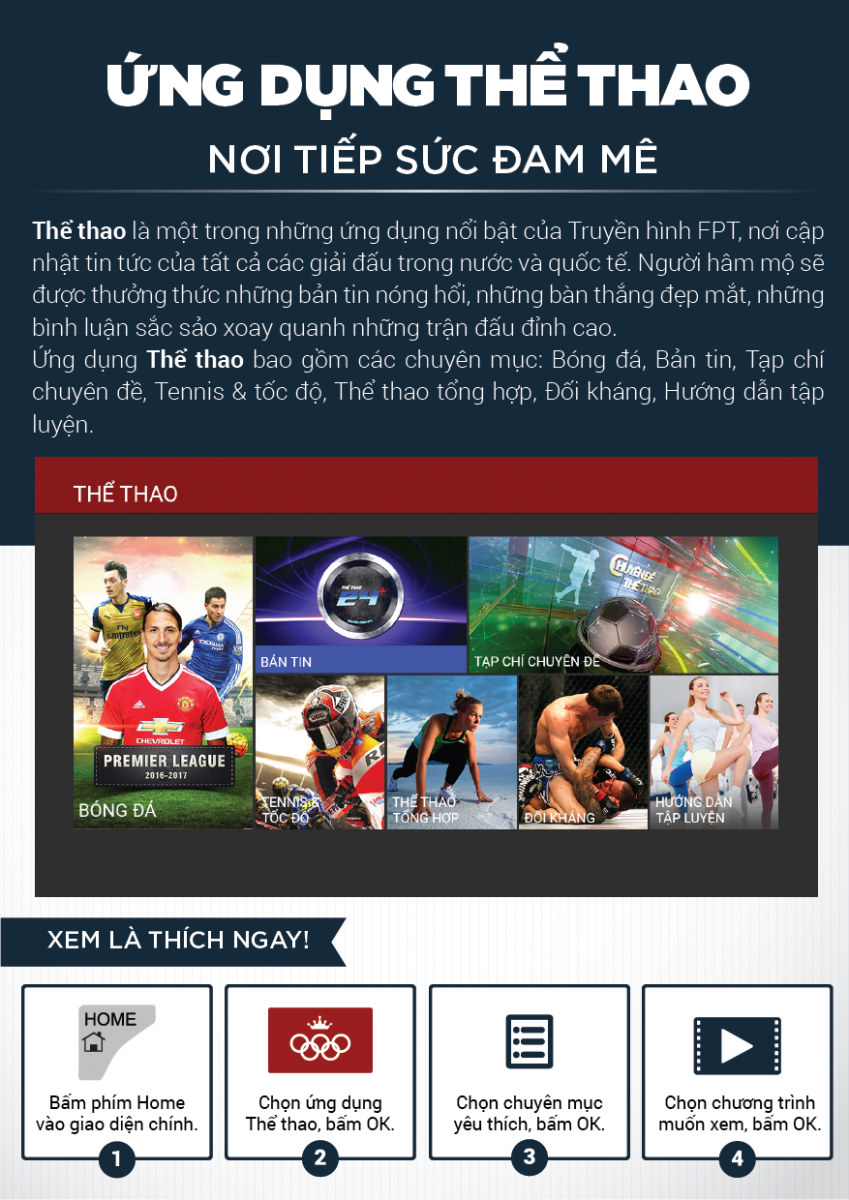 ỨNG DỤNG THỂ THAO
NƠI TIẾP SỨC ĐAM MÊ
Thể thao là một trong những ứng dụng nổi bật của Truyền hình FPT, nơi cập
nhật tin tức của tất cả các giải đấu trong nước và quốc tế. Người hâm mộ sẽ
được thưởng thức những bản tin nóng hổi, những bàn thắng đẹp mắt, những
bình luận sắc sảo xoay quanh những trận đấu đỉnh cao.
Ứng dụng Thể thao bao gồm các chuyên mục: Bóng đá, Bản tin, Tạp chí
chuyên đề, Tennis & tốc độ, Thể thao tổng hợp, Đối kháng, Hướng dẫn tập
luyện.
THỂ THAO
Fly
Emirates
YOKOHAMA
CHEVROLET
PREMIER LEAGUE
2016-2017
BÓNG ĐÁ
THỂ THAO
24+
BẢN TIN
CHUYÊN ĐỀ
THỂ THAO
TẠP CHÍ CHUYÊN ĐỀ
TENNIS &
TỐC ĐỘ
THỂ THAO
TỔNG HỢP
ĐỐI KHÁNG
HƯỚNG DẪN
TẬP LUYỆN
XEM LÀ THÍCH NGAY!
HOME
Bấm phím Home
vào giao diện chính.
1
Chọn ứng dụng
Thể thao, bấm OK.
2
Chọn chuyên mục
yêu thích, bấm OK.
3
Chọn chương trình
muốn xem, bấm OK.
4